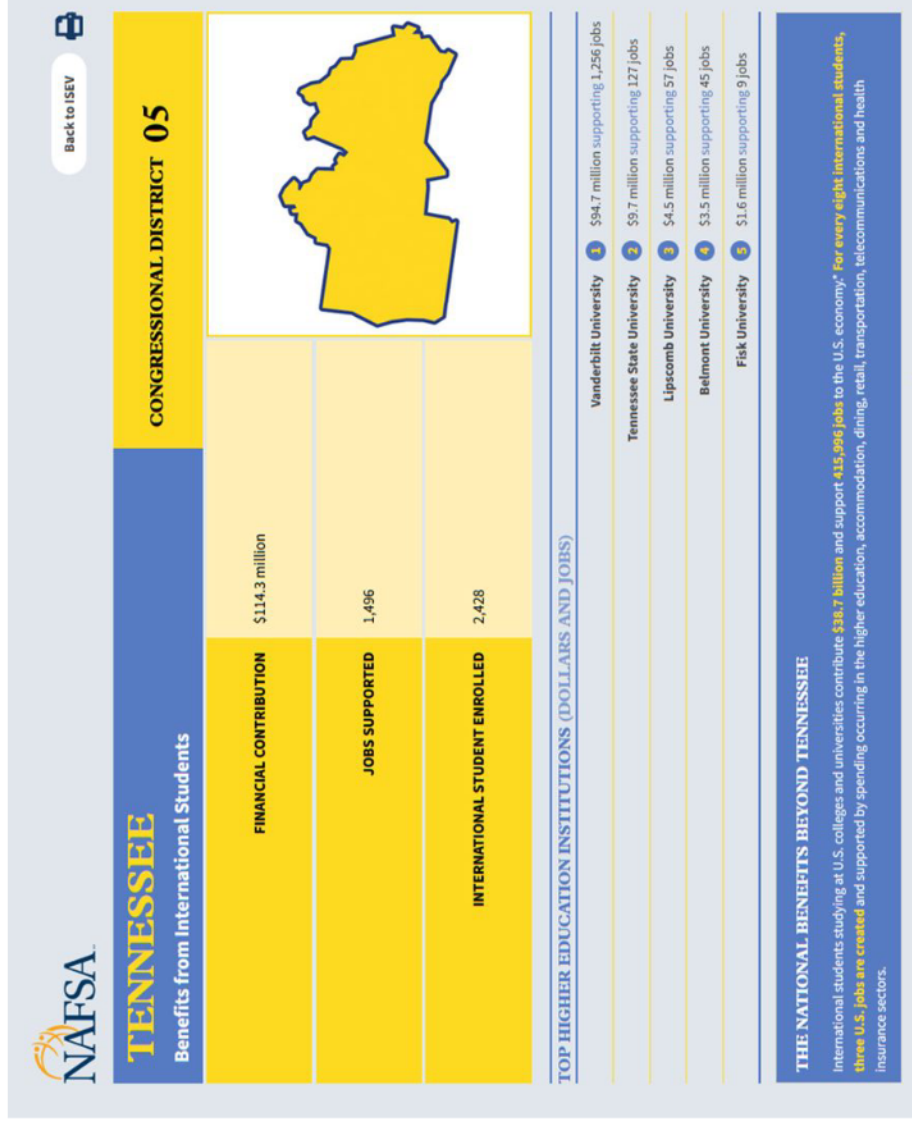 NAFSA
Back to ISEV
TENNESSEE
Benefits from International Students
CONGRESSIONAL DISTRICT 05
FINANCIAL CONTRIBUTION $114.3 million
JOBS SUPPORTED 1,496
INTERNATIONAL STUDENT ENROLLED 2,428
TOP HIGHER EDUCATION INSTITUTIONS (DOLLARS AND JOBS)
Vanderbilt University 1 $94.7 million supporting 1,256 jobs
Tennessee State University 2 $9.7 million supporting 127 jobs
Lipscomb University 3 $4.5 million supporting 57 jobs
Belmont University 4 $3.5 million supporting 45 jobs
Fisk University 5 $1.6 million supporting 9 jobs
THE NATIONAL BENEFITS BEYOND TENNESSEE
International students studying at U.S. colleges and universities contribute $38.7 billion and support 415,996 jobs to the U.S. economy.* For every eight international students,
three U.S. jobs are created and supported by spending occurring in the higher education, accommodation, dining, retail, transportation, telecommunications and health
insurance sectors.